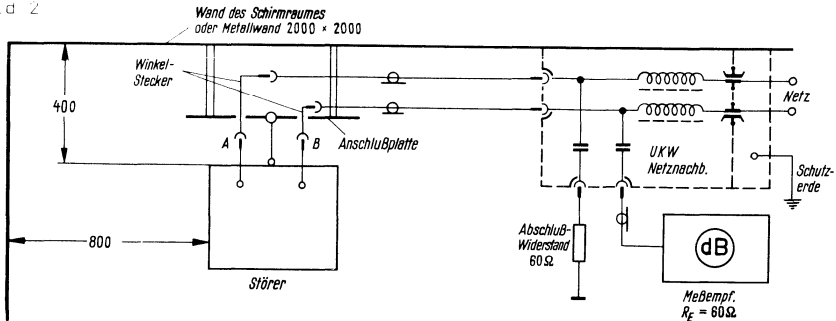 d 2
Wand des Schirmraumes
oder Metallwand 2000 × 2000
Winkel-
Stecker
400
A
B
Anschlußplatte
Netz
UKW
Netznachb.
Schutz-
erde
800
Störer
Abschluß-
Widerstand
60Ω
dB
Meßempf.
R_E = 60Ω